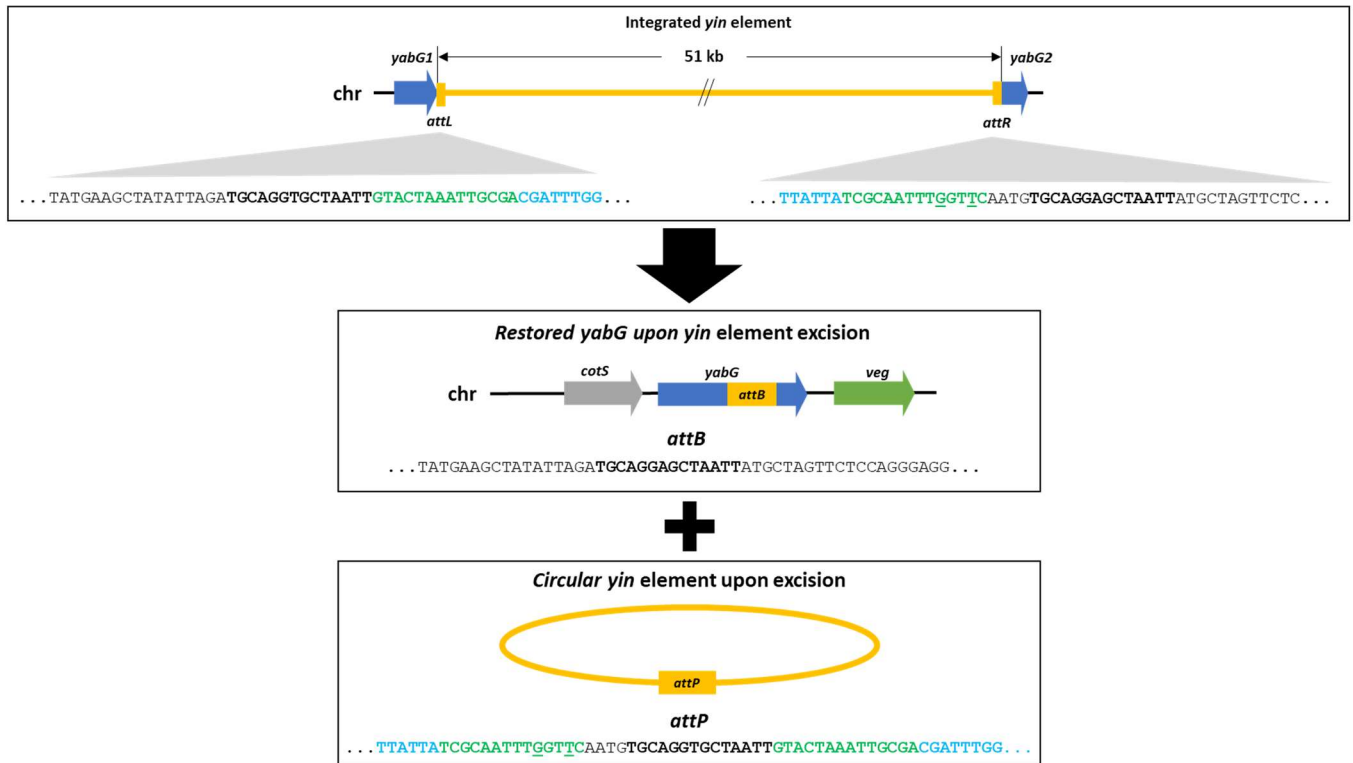 Integrated yin element
yabG1
51 kb
yabG2
chr
attL
attR
...TATGAAGCTATATTAGATGCAGGTGCTAATTGTACTAAATTGCGACGATTTGG...
...TTATTATCGCAATTTGGTTCAATGTGCAGGAGCTAATTATGCTAGTTCTC...
Restored yabG upon yin element excision
cotS
yabG
veg
chr
attB
attB
...TATGAAGCTATATTAGATGCAGGAGCTAATTATGCTAGTTCTCCAGGGAGG...
Circular yin element upon excision
attP
attP
...TTATTATCGCAATTTGGTTCAATGTGCAGGTGCTAATTGTACTAAATTGCGACGATTTGG...